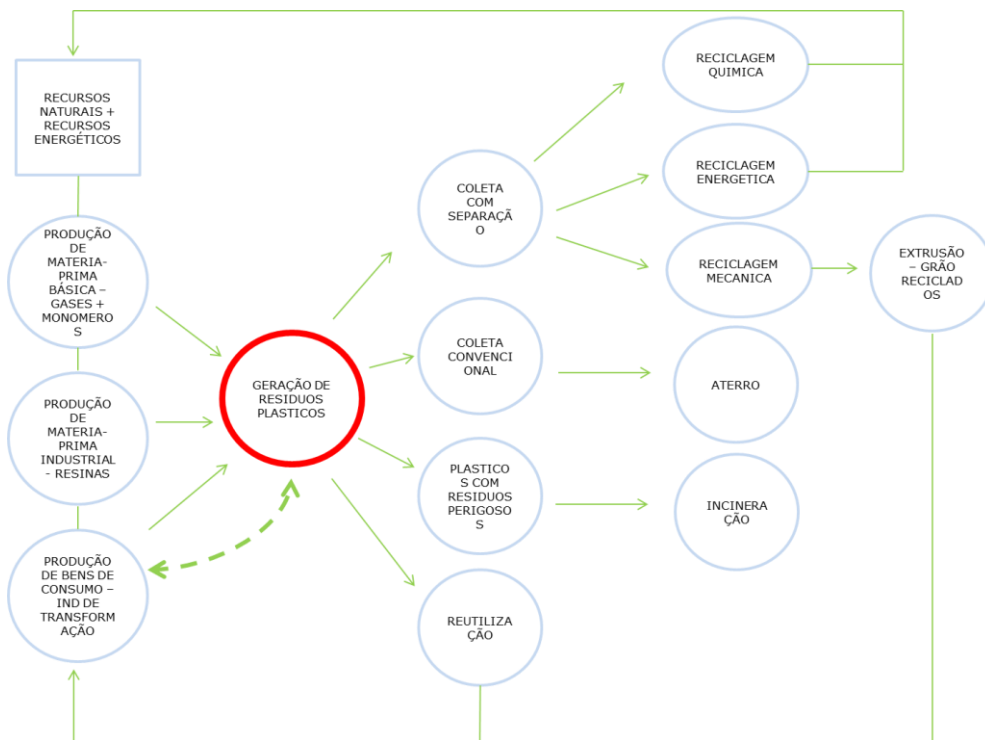 RECURSOS
NATURAIS +
RECURSOS
ENERGÉTICOS
PRODUÇÃO
DE
MATERIA-
PRIMA
BÁSICA –
GASES +
MONOMERO
S
PRODUÇÃO
DE
MATERIA-
PRIMA
INDUSTRIAL
- RESINAS
PRODUÇÃO
DE BENS DE
CONSUMO –
IND DE
TRANSFORM
AÇÃO
GERAÇÃO DE
RESIDUOS
PLASTICOS
COLETA
COM
SEPARAÇÃ
O
COLETA
CONVENCI
ONAL
PLASTICO
S COM
RESIDUOS
PERIGOSO
S
REUTILIZA
ÇÃO
RECICLAGEM
QUIMICA
RECICLAGEM
ENERGETICA
RECICLAGEM
MECANICA
ATERRO
INCINERA
ÇÃO
EXTRUSÃO
– GRÃO
RECICLAD
OS